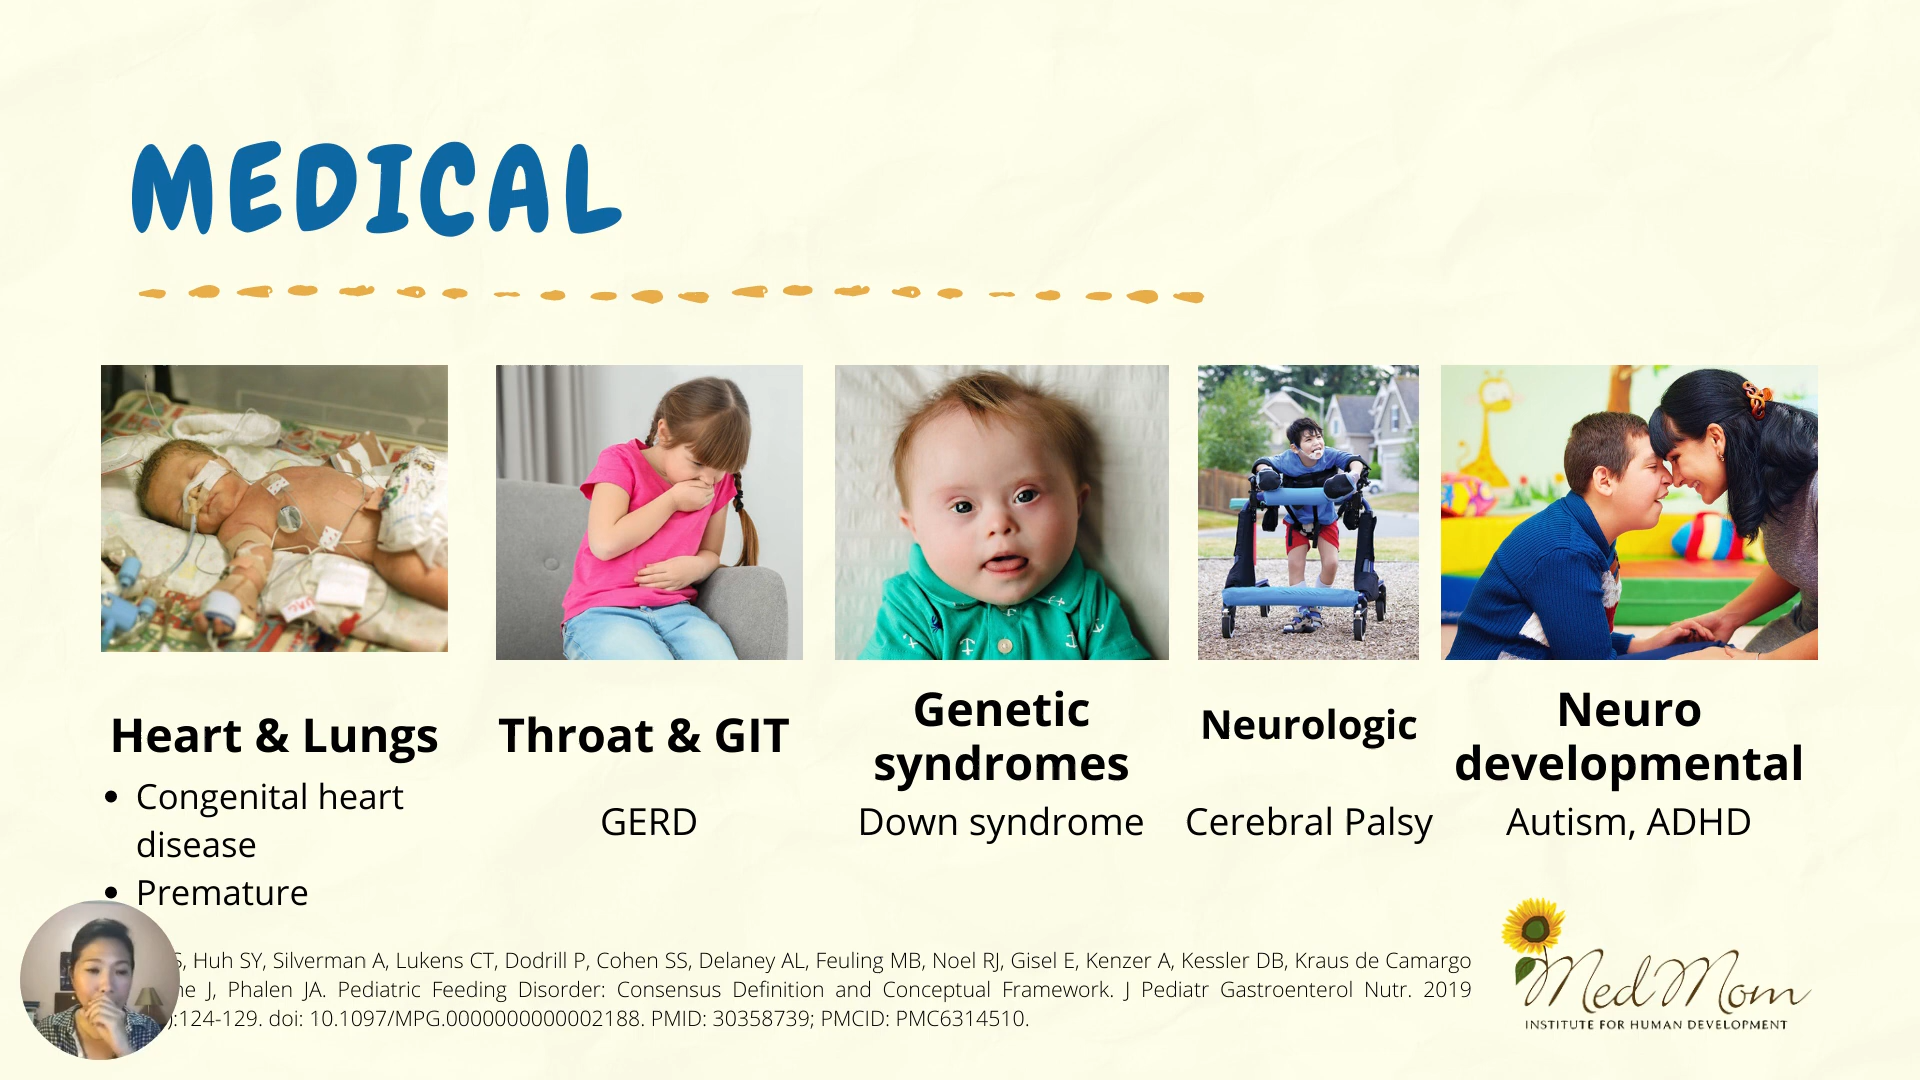 MEDICAL
Heart & Lungs
• Congenital heart
disease
• Premature
Throat & GIT
GERD
Genetic
syndromes
Down syndrome
Neurologic
Cerebral Palsy
Neuro
developmental
Autism, ADHD
S, Huh SY, Silverman A, Lukens CT, Dodrill P, Cohen SS, Delaney AL, Feuling MB, Noel RJ, Gisel E, Kenzer A, Kessler DB, Kraus de Camargo
J, Phalen JA. Pediatric Feeding Disorder: Consensus Definition and Conceptual Framework. J Pediatr Gastroenterol Nutr. 2019
):124-129. doi: 10.1097/MPG.0000000000002188. PMID: 30358739; PMCID: PMC6314510.
Med Mom
INSTITUTE FOR HUMAN DEVELOPMENT